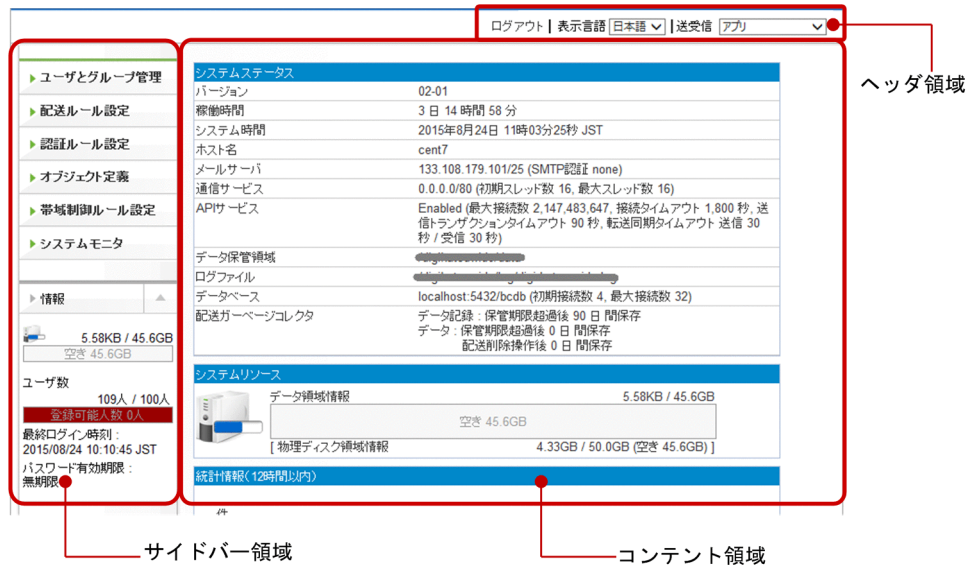 ログアウト | 表示言語 日本語 | 送受信 アプリ
ヘッダ領域
ユーザとグループ管理
配送ルール設定
認証ルール設定
オブジェクト定義
帯域制御ルール設定
システムモニタ
情報
5.58KB / 45.6GB
空き 45.6GB
ユーザ数
109人 / 100人
登録可能人数 0人
最終ログイン時刻 :
2015/08/24 10:10:45 JST
パスワード有効期限 :
無期限
サイドバー領域
システムステータス
バージョン 02-01
稼働時間 3 日 14 時間 58 分
システム時間 2015年8月24日 11時03分25秒 JST
ホスト名 cent7
メールサーバ 133.108.179.101/25 (SMTP認証 none)
通信サービス 0.0.0.0/80 (初期スレッド数 16, 最大スレッド数 16)
APIサービス Enabled (最大接続数 2,147,483,647, 接続タイムアウト 1,800 秒, 送
信トランザクションタイムアウト 90 秒, 転送同期タイムアウト 送信 30
秒 / 受信 30 秒)
データ保管領域
ログファイル
データベース localhost:5432/bcdb (初期接続数 4, 最大接続数 32)
配送ガーベージコレクタ データ記録 : 保管期限超過後 90 日 間保存
データ : 保管期限超過後 0 日 間保存
配送削除操作後 0 日 間保存
システムリソース
データ領域情報 5.58KB / 45.6GB
空き 45.6GB
[ 物理ディスク領域情報 4.33GB / 50.0GB (空き 45.6GB) ]
統計情報(12時間以内)
件
コンテント領域